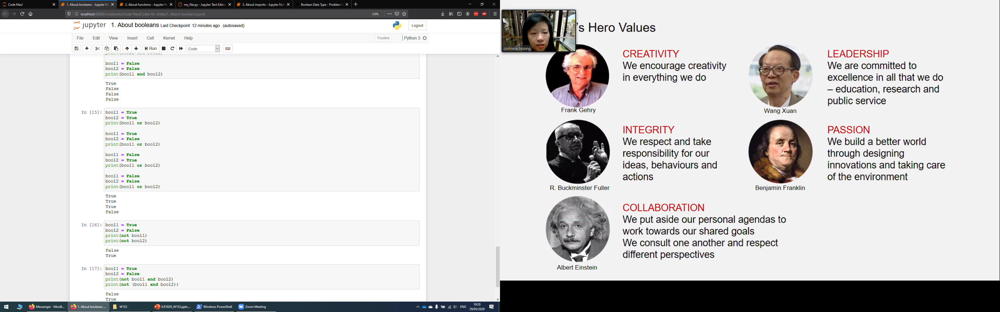 Code files/
1. About booleans - Jupyter No
2. About functions - Jupyter No
my_file.py - Jupyter Text Editor
3. About imports - Jupyter Note
Boolean Data Type - Problem S
localhost:8888/notebooks/Code files/Codes for slides/1. About booleans.ipynb
120%
ABP
jupyter 1. About booleans Last Checkpoint: 12 minutes ago (autosaved)
Logout
File Edit View Insert Cell Kernel Help
Trusted
Python 3
Run
Code
bool1 = False
bool2 = False
print(bool1 and bool2)
True
False
False
False
In [15]:
bool1 = True
bool2 = True
print(bool1 or bool2)
bool1 = True
bool2 = False
print(bool1 or bool2)
bool1 = False
bool2 = True
print(bool1 or bool2)
bool1 = False
bool2 = False
print(bool1 or bool2)
True
True
True
False
In [16]:
bool1 = True
bool2 = False
print(not bool1)
print(not bool2)
False
True
In [17]:
bool1 = True
bool2 = False
print(not bool1 and bool2)
print(not (bool1 and bool2))
False
True
Messenger - Mozill...
1. About booleans ...
W1S3
ILP2020_W1S3.pptx...
Windows PowerShell
Zoom Meeting
ENG
10:20
29/05/2020
corinnachoong
's Hero Values
CREATIVITY
We encourage creativity
in everything we do
Frank Gehry
LEADERSHIP
We are committed to
excellence in all that we do
– education, research and
public service
Wang Xuan
INTEGRITY
We respect and take
responsibility for our
ideas, behaviours and
actions
R. Buckminster Fuller
PASSION
We build a better world
through designing
innovations and taking care
of the environment
Benjamin Franklin
COLLABORATION
We put aside our personal agendas to
work towards our shared goals
We consult one another and respect
different perspectives
Albert Einstein